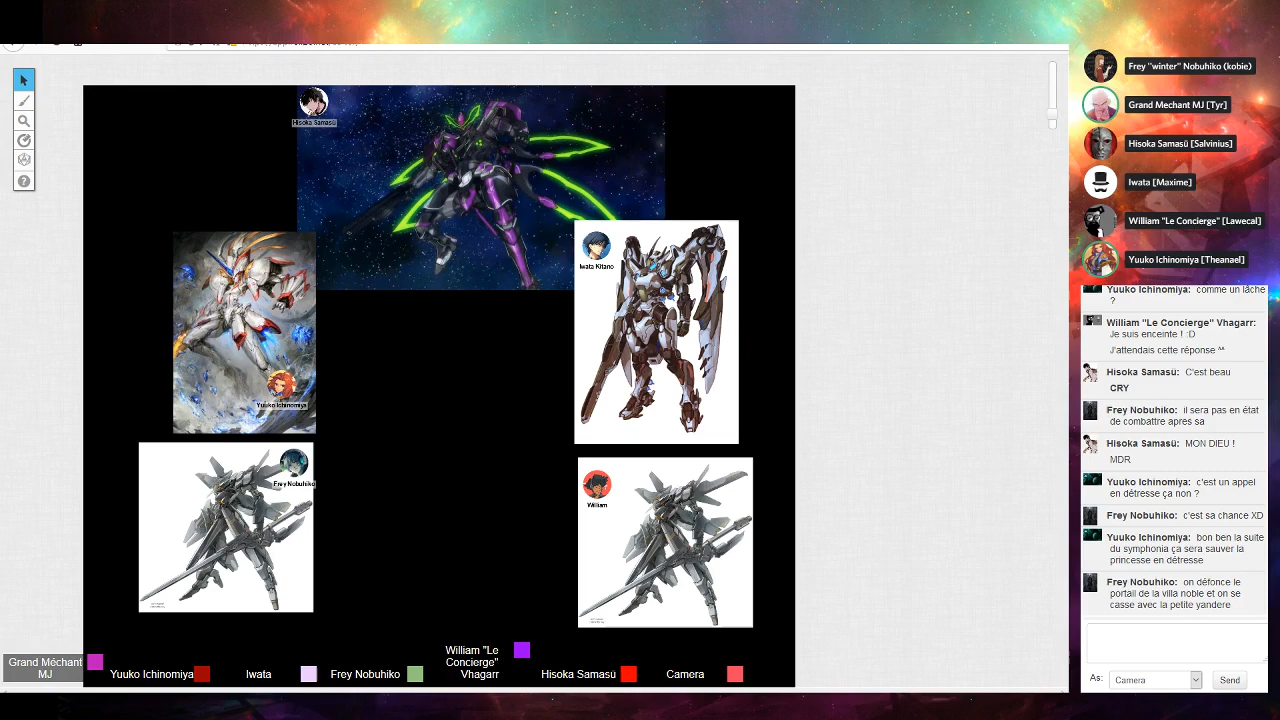 Hisoka Samasü
Iwata Kitano
Yuuko Ichinomiya
Frey Nobuhiko
William
Grand Méchant
MJ
Yuuko Ichinomiya
Iwata
Frey Nobuhiko
William "Le
Concierge"
Vhagarr
Hisoka Samasü
Camera
Frey "winter" Nobuhiko (kobie)
Grand Mechant MJ [Tyr]
Hisoka Samasü [Salvinius]
Iwata [Maxime]
William "Le Concierge" [Lawecal]
Yuuko Ichinomiya [Theanael]
Yuuko Ichinomiya: comme un lâche
?
William "Le Concierge" Vhagarr:
Je suis enceinte ! :D
J'attendais cette réponse ^^
Hisoka Samasü: C'est beau
CRY
Frey Nobuhiko: il sera pas en état
de combattre apres sa
Hisoka Samasü: MON DIEU !
MDR
Yuuko Ichinomiya: c'est un appel
en détresse ça non ?
Frey Nobuhiko: c'est sa chance XD
Yuuko Ichinomiya: bon ben la suite
du symphonia ça sera sauver la
princesse en détresse
Frey Nobuhiko: on défonce le
portail de la villa noble et on se
casse avec la petite yandere
As: Camera
Send